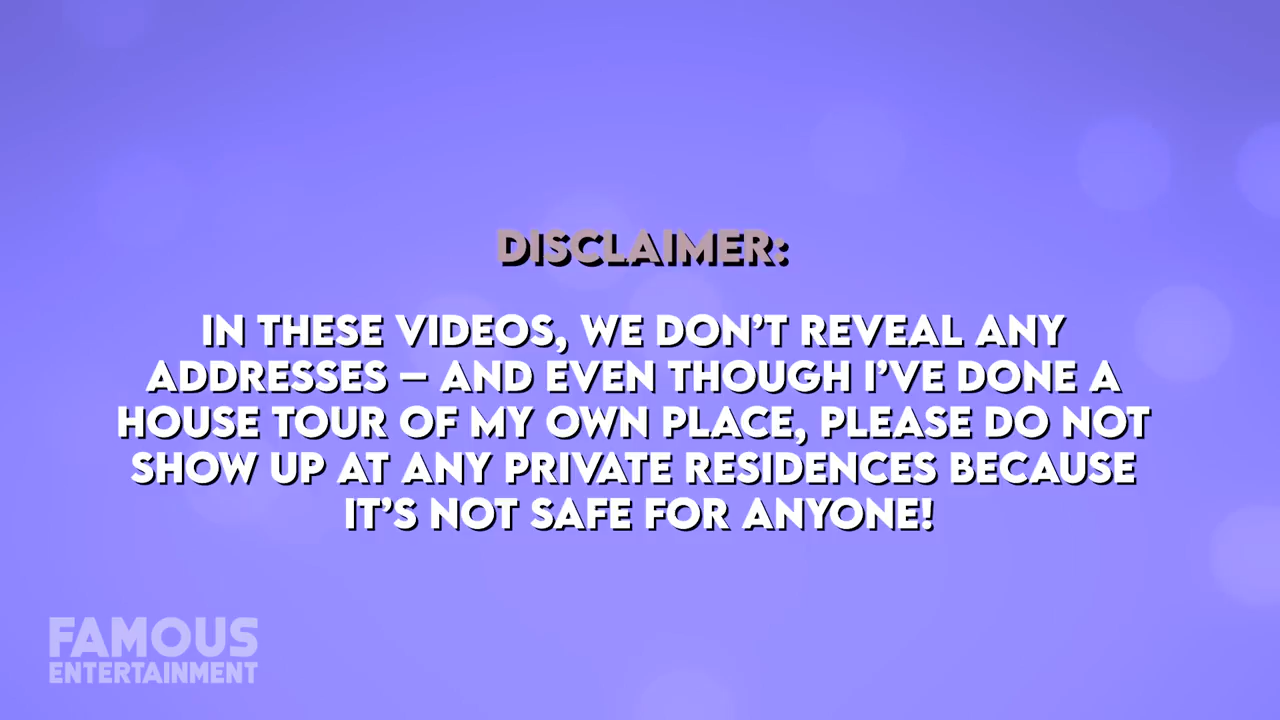 DISCLAIMER:
IN THESE VIDEOS, WE DON'T REVEAL ANY
ADDRESSES – AND EVEN THOUGH I'VE DONE A
HOUSE TOUR OF MY OWN PLACE, PLEASE DO NOT
SHOW UP AT ANY PRIVATE RESIDENCES BECAUSE
IT'S NOT SAFE FOR ANYONE!
FAMOUS
ENTERTAINMENT